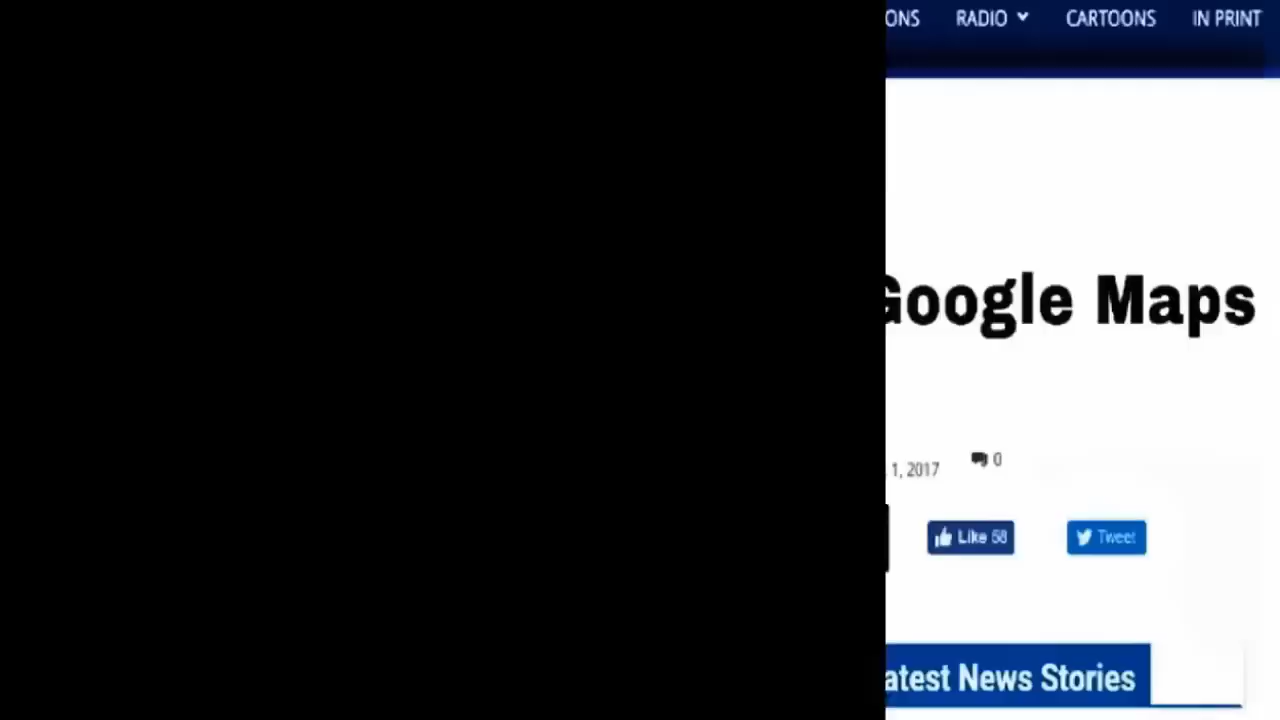 ONS RADIO CARTOONS IN PRINT
Google Maps
1, 2017 0
Like 58 Tweet
atest News Stories